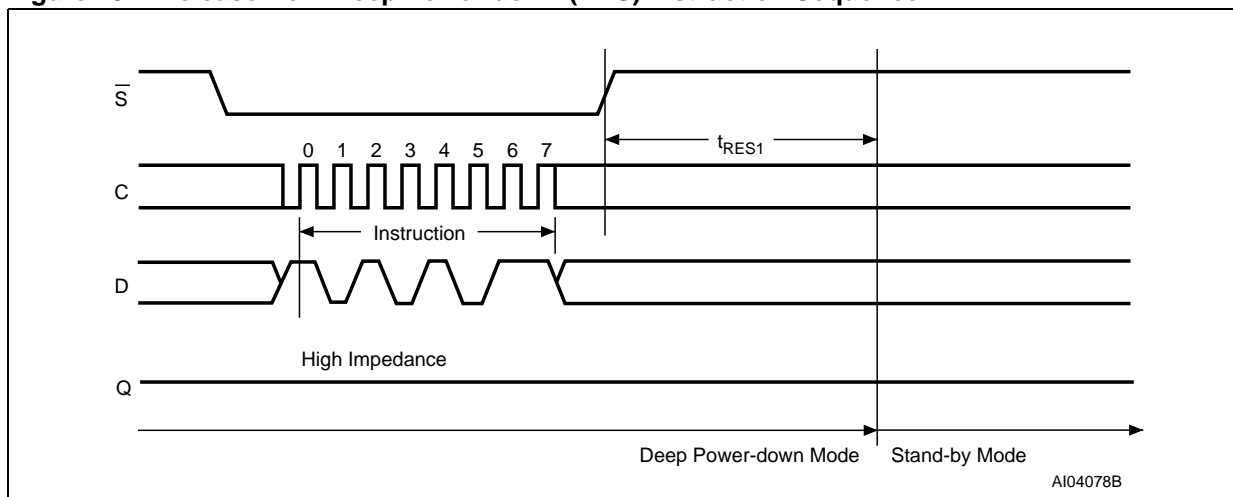 S
tRES1
0 1 2 3 4 5 6 7
C
Instruction
D
High Impedance
Q
Deep Power-down Mode Stand-by Mode
AI04078B